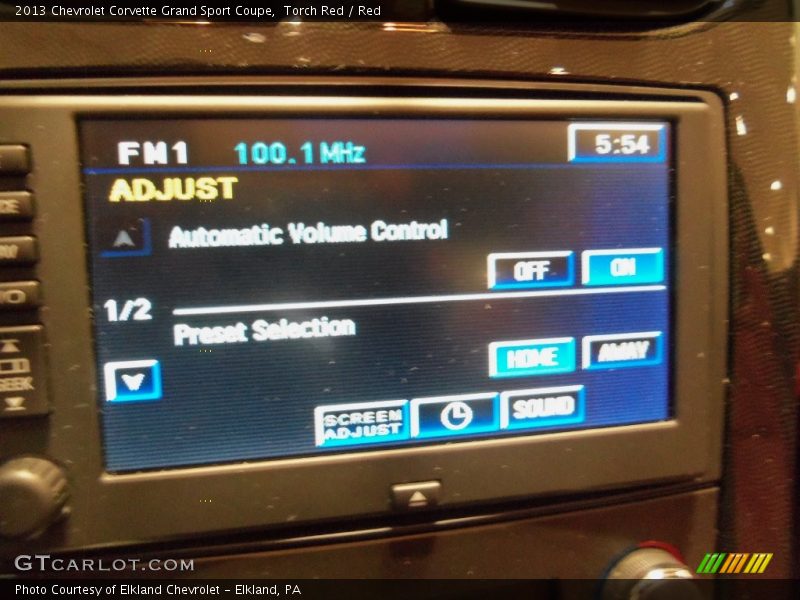 2013 Chevrolet Corvette Grand Sport Coupe,  Torch Red / Red
FM1 100.1 MHz 5:54
ADJUST
Automatic Volume Control
OFF ON
1/2
Preset Selection
HOME AWAY
SCREEN ADJUST SOUND
SEEK
GTCARLOT.COM
Photo Courtesy of Elkland Chevrolet - Elkland, PA